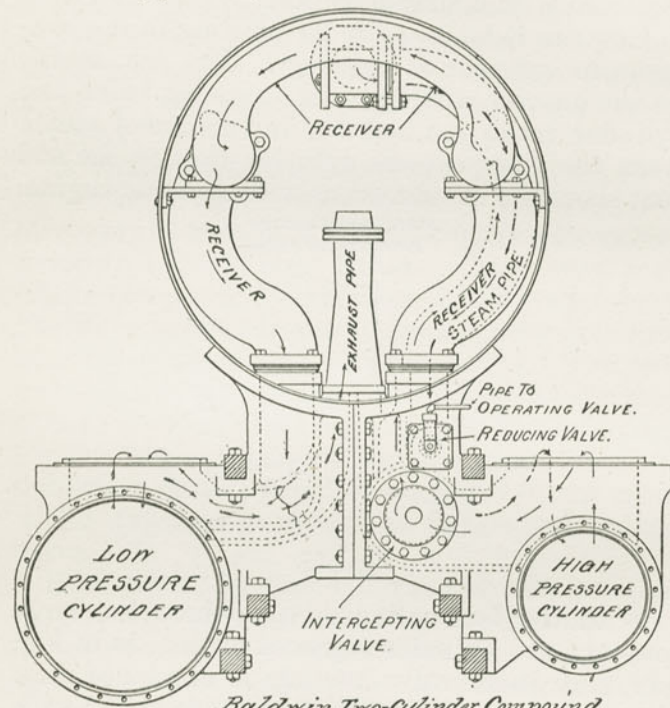 RECEIVER
RECEIVER
EXHAUST PIPE
RECEIVER
STEAM PIPE
PIPE TO
OPERATING VALVE.
REDUCING VALVE.
LOW
PRESSURE
CYLINDER
HIGH
PRESSURE
CYLINDER
INTERCEPTING
VALVE.
Baldwin Two-Cylinder Compound